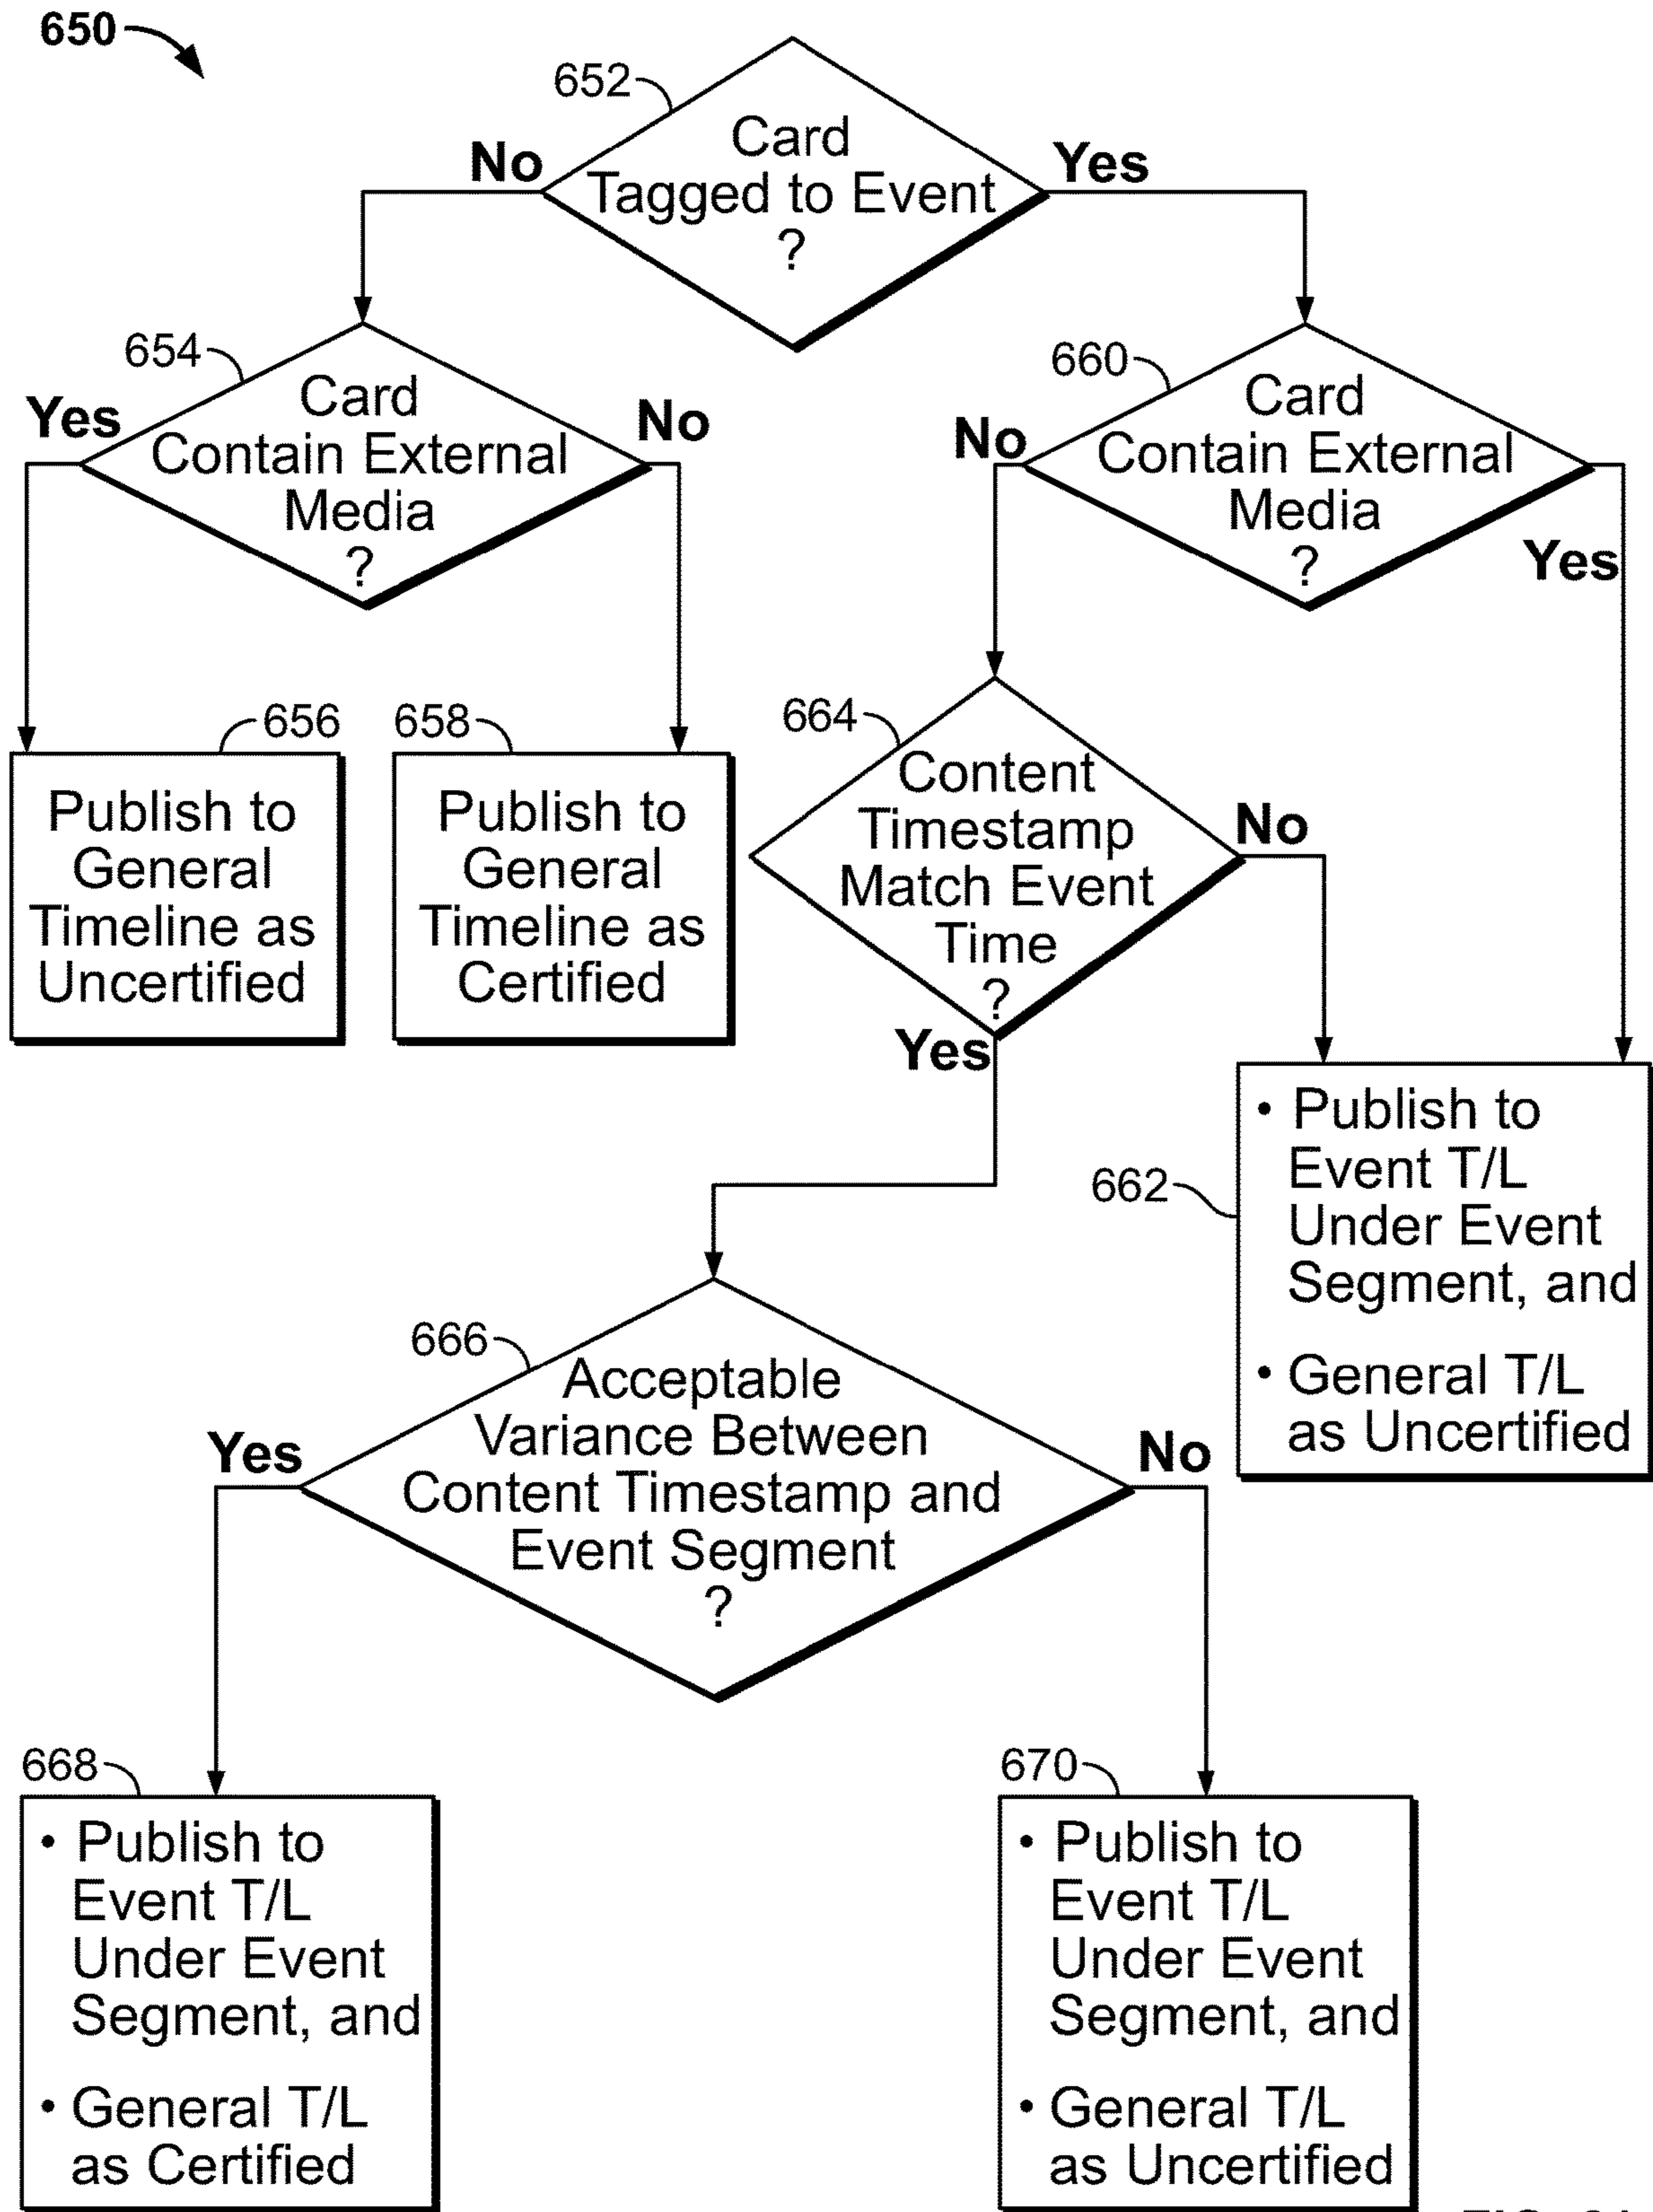 650
652
Card
Tagged to Event
?
No
Yes
654
Card
Contain External
Media
?
Yes
No
660
Card
Contain External
Media
?
No
Yes
656
Publish to
General
Timeline as
Uncertified
658
Publish to
General
Timeline as
Certified
664
Content
Timestamp
Match Event
Time
?
No
Yes
662
• Publish to
Event T/L
Under Event
Segment, and
• General T/L
as Uncertified
666
Acceptable
Variance Between
Content Timestamp and
Event Segment
?
Yes
No
668
• Publish to
Event T/L
Under Event
Segment, and
• General T/L
as Certified
670
• Publish to
Event T/L
Under Event
Segment, and
• General T/L
as Uncertified